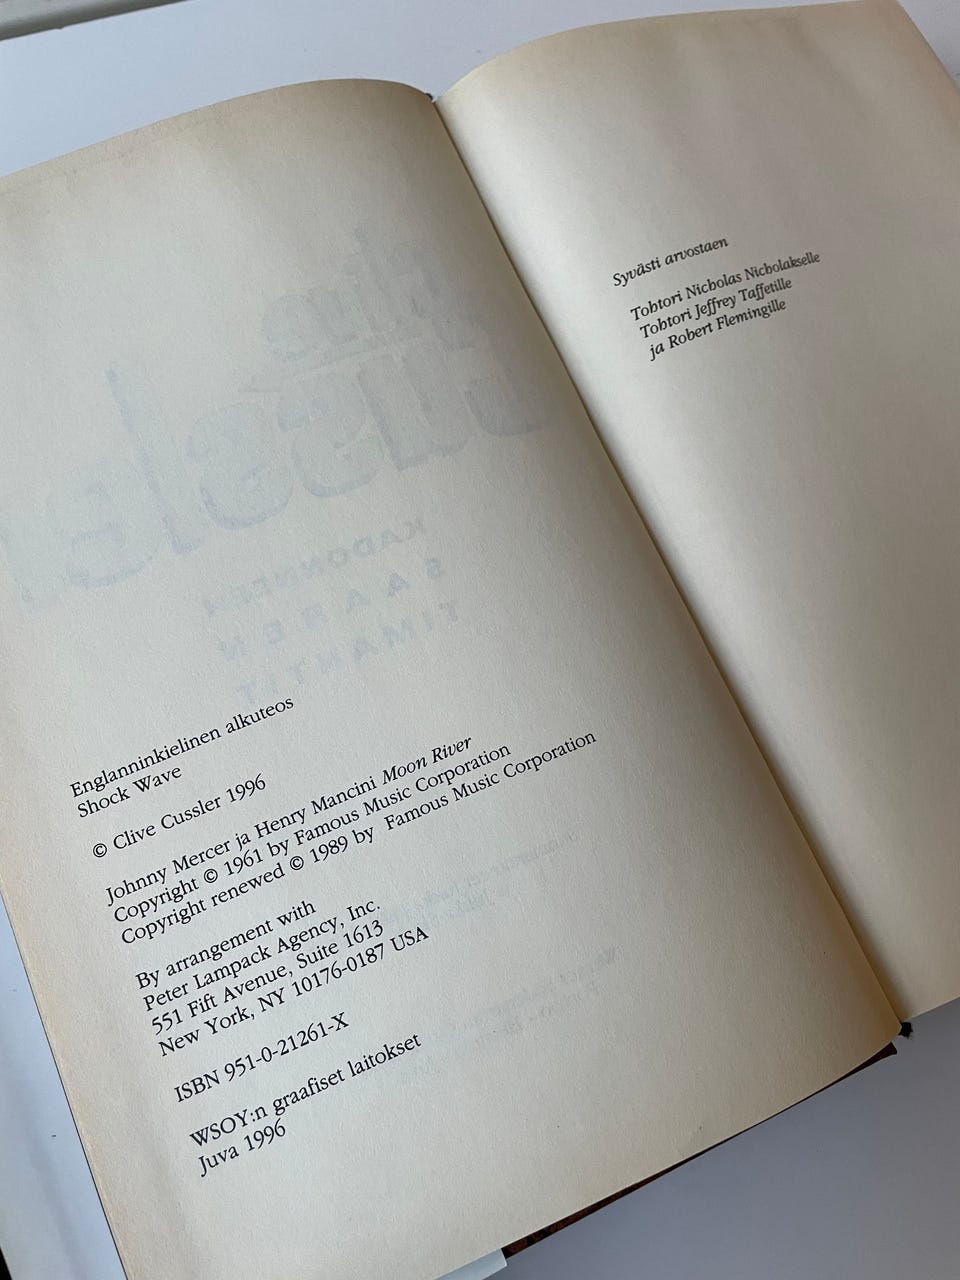 Englanninkielinen alkuteos
Shock Wave
© Clive Cussler 1996
Johnny Mercer ja Henry Mancini Moon River
Copyright © 1961 by Famous Music Corporation
Copyright renewed © 1989 by Famous Music Corporation
By arrangement with
Peter Lampack Agency, Inc.
551 Fift Avenue, Suite 1613
New York, NY 10176-0187 USA
ISBN 951-0-21261-X
WSOY:n graafiset laitokset
Juva 1996
Syvästi arvostaen
Tohtori Nicholas Nicholakselle
Tohtori Jeffrey Taffetille
ja Robert Flemingille
KADONNEEN
SAAREN
TIMANTIT